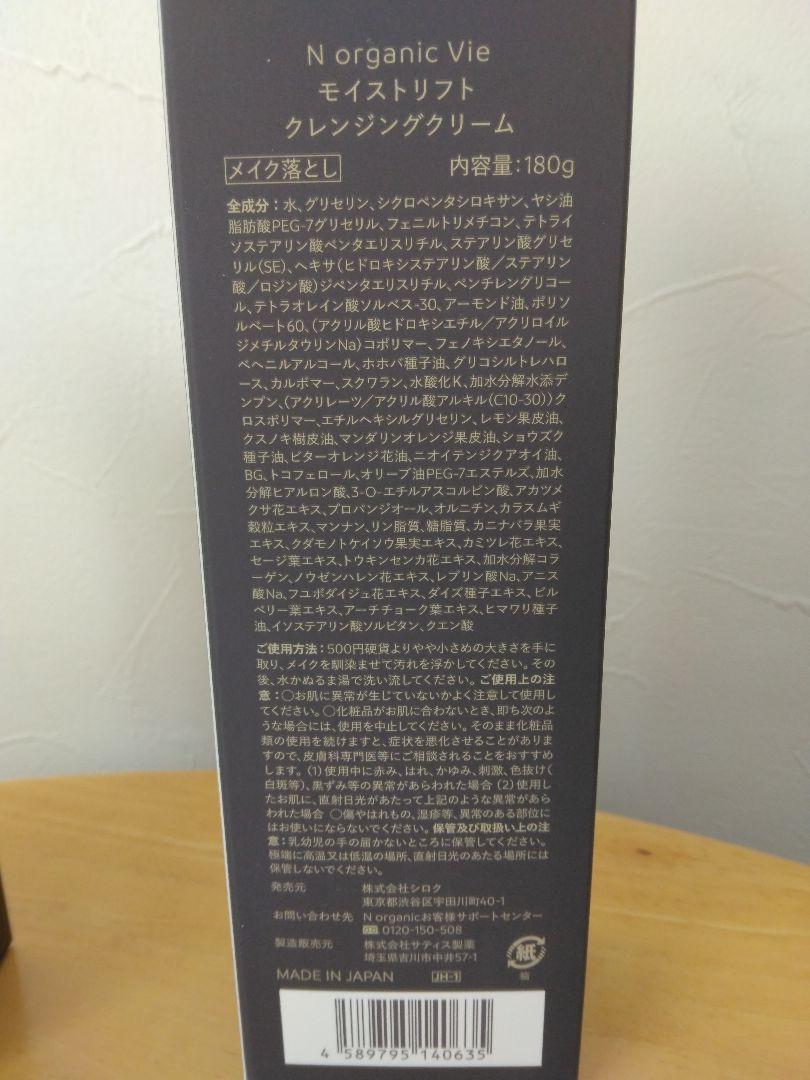 N organic Vie
モイストリフト
クレンジングクリーム
メイク落とし 内容量:180g
全成分:水、グリセリン、シクロペンタシロキサン、ヤシ油
脂肪酸PEG-7グリセリル、フェニルトリメチコン、テトライ
ソステアリン酸ペンタエリスリチル、ステアリン酸グリセ
リル(SE)、ヘキサ(ヒドロキシステアリン酸/ステアリン
酸/ロジン酸)ジペンタエリスリチル、ペンチレングリコー
ル、テトラオレイン酸ソルベス-30、アーモンド油、ポリソ
ルベート60、(アクリル酸ヒドロキシエチル/アクリロイル
ジメチルタウリンNa)コポリマー、フェノキシエタノール、
ベヘニルアルコール、ホホバ種子油、グリコシルトレハロ
ース、カルボマー、スクワラン、水酸化K、加水分解水添デ
ンプン、(アクリレーツ/アクリル酸アルキル(C10-30))ク
ロスポリマー、エチルヘキシルグリセリン、レモン果皮油、
クスノキ樹皮油、マンダリンオレンジ果皮油、ショウズク
種子油、ビターオレンジ花油、ニオイテンジクアオイ油、
BG、トコフェロール、オリーブ油PEG-7エステルズ、加水
分解ヒアルロン酸、3-O-エチルアスコルビン酸、アカツメ
クサ花エキス、プロパンジオール、オルニチン、カラスムギ
穀粒エキス、マンナン、リン脂質、糖脂質、カニナバラ果実
エキス、クダモノトケイソウ果実エキス、カミツレ花エキス、
セージ葉エキス、トウキンセンカ花エキス、加水分解コラ
ーゲン、ノウゼンハレン花エキス、レブリン酸Na、アニス
酸Na、フユボダイジュ花エキス、ダイズ種子エキス、ビル
ベリー葉エキス、アーチチョーク葉エキス、ヒマワリ種子
油、イソステアリン酸ソルビタン、クエン酸
ご使用方法:500円硬貨よりやや小さめの大きさを手に
取り、メイクを馴染ませて汚れを浮かしてください。その
後、水かぬるま湯で洗い流してください。ご使用上の注
意:○お肌に異常が生じていないかよく注意して使用し
てください。○化粧品がお肌に合わないとき、即ち次のよ
うな場合には、使用を中止してください。そのまま化粧品
類の使用を続けますと、症状を悪化させることがありま
すので、皮膚科専門医等にご相談されることをおすすめ
します。(1)使用中に赤み、はれ、かゆみ、刺激、色抜け(
白斑等)、黒ずみ等の異常があらわれた場合 (2)使用し
たお肌に、直射日光があたって上記のような異常があら
われた場合 ○傷やはれもの、湿疹等、異常のある部位に
はお使いにならないでください。保管及び取扱い上の注
意:乳幼児の手の届かないところに保管してください。
極端に高温又は低温の場所、直射日光のあたる場所には
保管しないでください。
発売元 株式会社シロク
東京都渋谷区宇田川町40-1
お問い合わせ先 N organicお客様サポートセンター
0120-150-508
製造販売元 株式会社サティス製薬
埼玉県吉川市中井57-1
紙
箱
MADE IN JAPAN JH-1
4 589795 140635